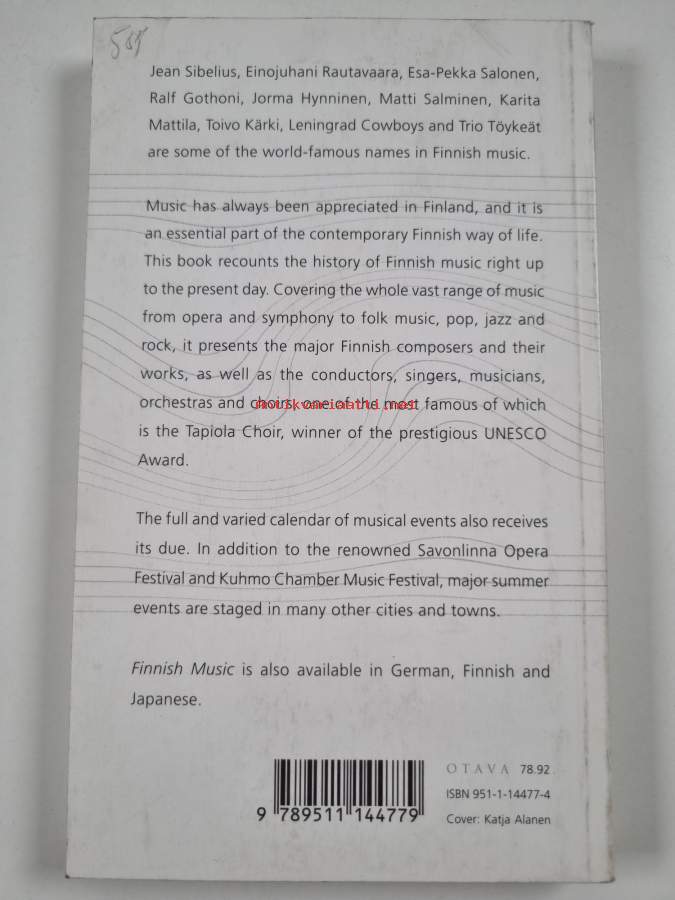 Jean Sibelius, Einojuhani Rautavaara, Esa-Pekka Salonen,
Ralf Gothoni, Jorma Hynninen, Matti Salminen, Karita
Mattila, Toivo Kärki, Leningrad Cowboys and Trio Töykeät
are some of the world-famous names in Finnish music.
Music has always been appreciated in Finland, and it is
an essential part of the contemporary Finnish way of life.
This book recounts the history of Finnish music right up
to the present day. Covering the whole vast range of music
from opera and symphony to folk music, pop, jazz and
rock, it presents the major Finnish composers and their
works, as well as the conductors, singers, musicians,
orchestras and choirs, one of the most famous of which
is the Tapiola Choir, winner of the prestigious UNESCO
Award.
The full and varied calendar of musical events also receives
its due. In addition to the renowned Savonlinna Opera
Festival and Kuhmo Chamber Music Festival, major summer
events are staged in many other cities and towns.
Finnish Music is also available in German, Finnish and
Japanese.
OTAVA 78.92
ISBN 951-1-14477-4
Cover: Katja Alanen
9 789511 144779